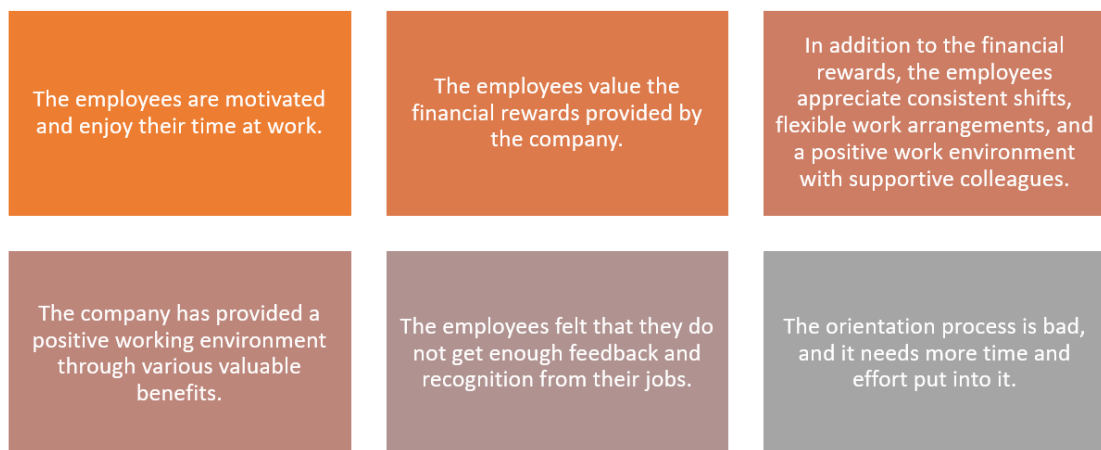 The employees are motivated
and enjoy their time at work.
The employees value the
financial rewards provided by
the company.
In addition to the financial
rewards, the employees
appreciate consistent shifts,
flexible work arrangements, and
a positive work environment
with supportive colleagues.
The company has provided a
positive working environment
through various valuable
benefits.
The employees felt that they do
not get enough feedback and
recognition from their jobs.
The orientation process is bad,
and it needs more time and
effort put into it.